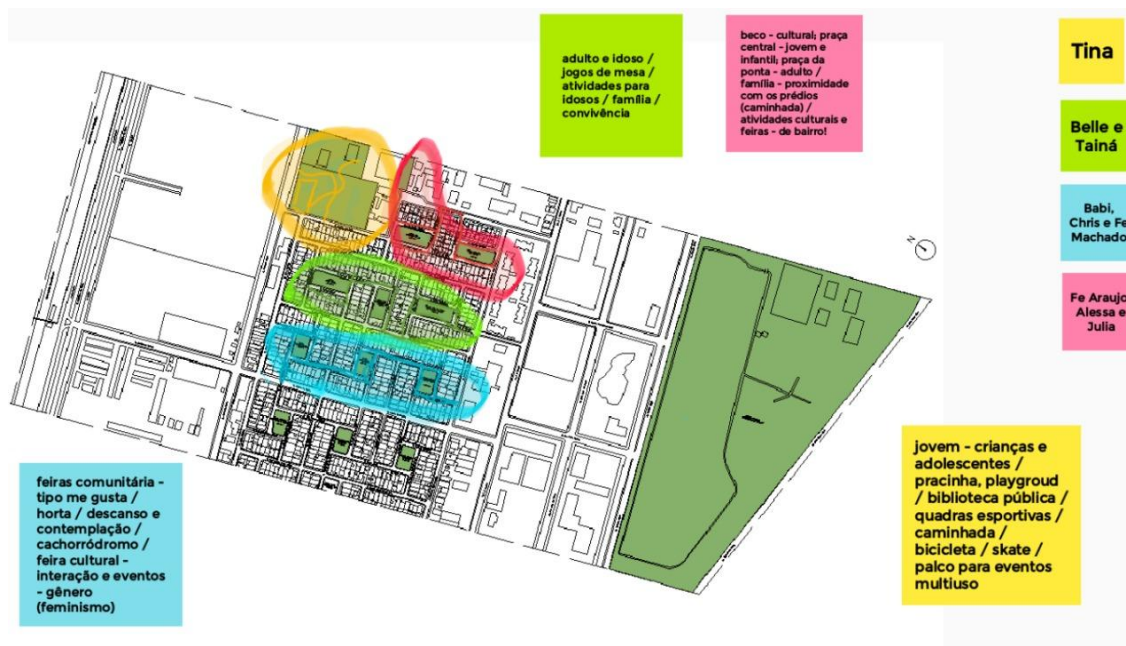 adulto e idoso /
jogos de mesa /
atividades para
idosos / família /
convivência
beco - cultural; praça
central - jovem e
infantil; praça da
ponta - adulto /
família - proximidade
com os prédios
(caminhada) /
atividades culturais e
feiras - de bairro!
Tina
Belle e
Tainá
Babi,
Chris e Fe
Machado
Fe Araujo
Alessa e
Julia
N
feiras comunitária -
tipo me gusta /
horta / descanso e
contemplação /
cachorródromo /
feira cultural -
interação e eventos
- gênero
(feminismo)
jovem - crianças e
adolescentes /
pracinha, playgroud
/ biblioteca pública /
quadras esportivas /
caminhada /
bicicleta / skate /
palco para eventos
multiuso